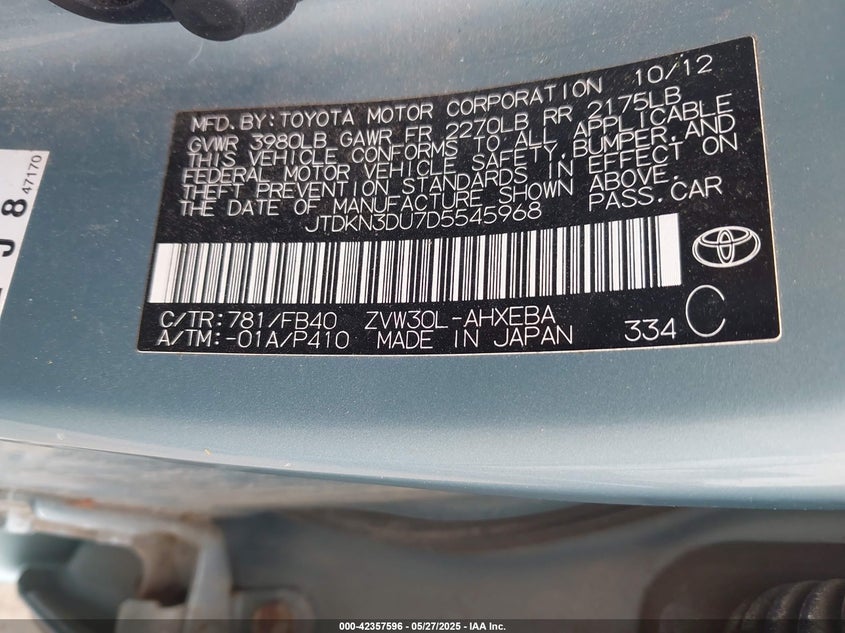 MFD. BY: TOYOTA MOTOR CORPORATION 10/12
GVWR 3980LB GAWR FR 2270LB RR 2175LB
THIS VEHICLE CONFORMS TO ALL APPLICABLE
FEDERAL MOTOR VEHICLE SAFETY, BUMPER, AND
THEFT PREVENTION STANDARDS IN EFFECT ON
THE DATE OF MANUFACTURE SHOWN ABOVE.
JTDKN3DU7D5545968 PASS. CAR
C/TR: 781/FB40 ZVW30L-AHXEBA
A/TM: -01A/P410 MADE IN JAPAN 334 C
J8
47170
000-42357596 - 05/27/2025 - IAA Inc.